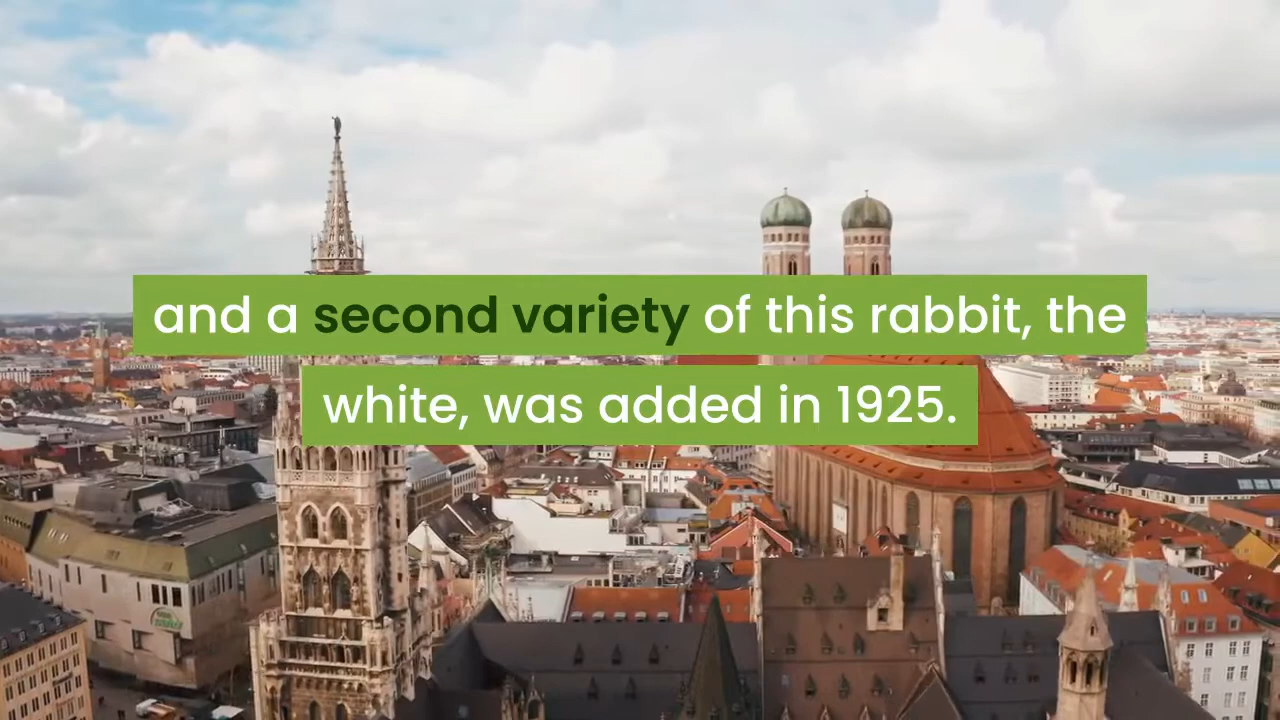 and a second variety of this rabbit, the
white, was added in 1925.